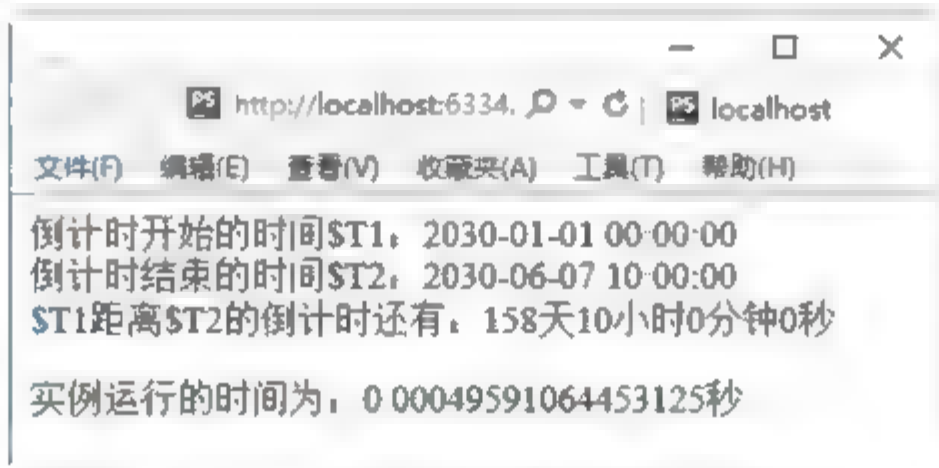 http://localhost:6334. localhost
文件(F) 编辑(E) 查看(V) 收藏夹(A) 工具(T) 帮助(H)
倒计时开始的时间$T1：2030-01-01 00:00:00
倒计时结束的时间$T2：2030-06-07 10:00:00
$T1距离$T2的倒计时还有：158天10小时0分钟0秒
实例运行的时间为：0 00049591064453125秒